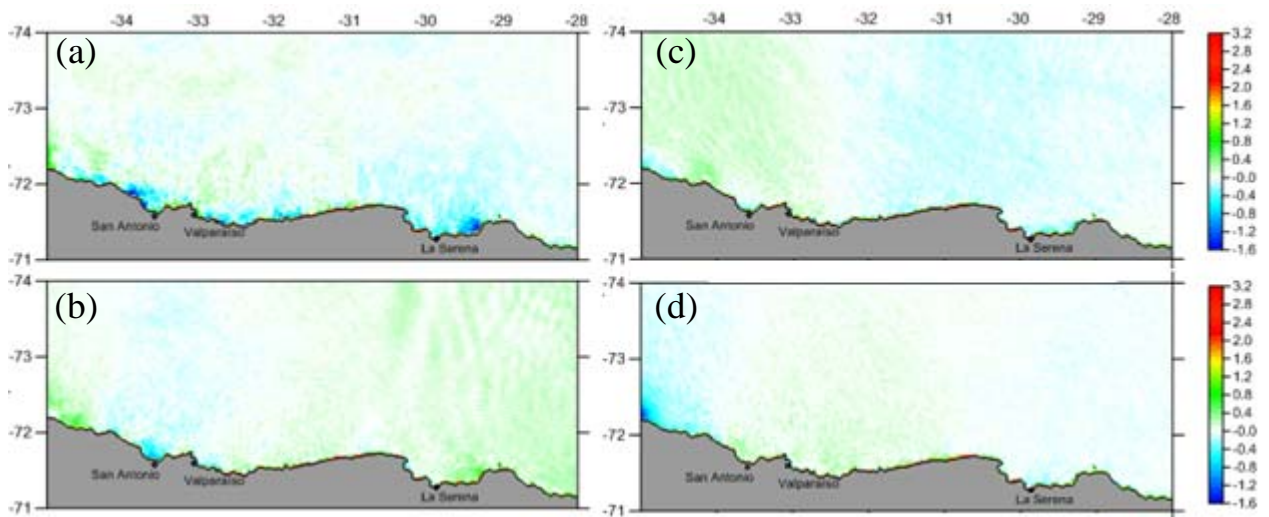 -34 -33 -32 -31 -30 -29 -28
-35 -34 -33 -32 -31 -30 -29 -28
-74
-73
-72
-71
(a)
San Antonio
Valparaíso
La Serena
-74
-73
-72
-71
(c)
San Antonio
Valparaíso
La Serena
3.2
2.8
2.4
2.0
1.6
1.2
0.8
0.4
-0.0
-0.4
-0.8
-1.2
-1.6
-74
-73
-72
-71
(b)
San Antonio
Valparaíso
La Serena
-74
-73
-72
-71
(d)
San Antonio
Valparaíso
La Serena
3.2
2.8
2.4
2.0
1.6
1.2
0.8
0.4
-0.0
-0.4
-0.8
-1.2
-1.6